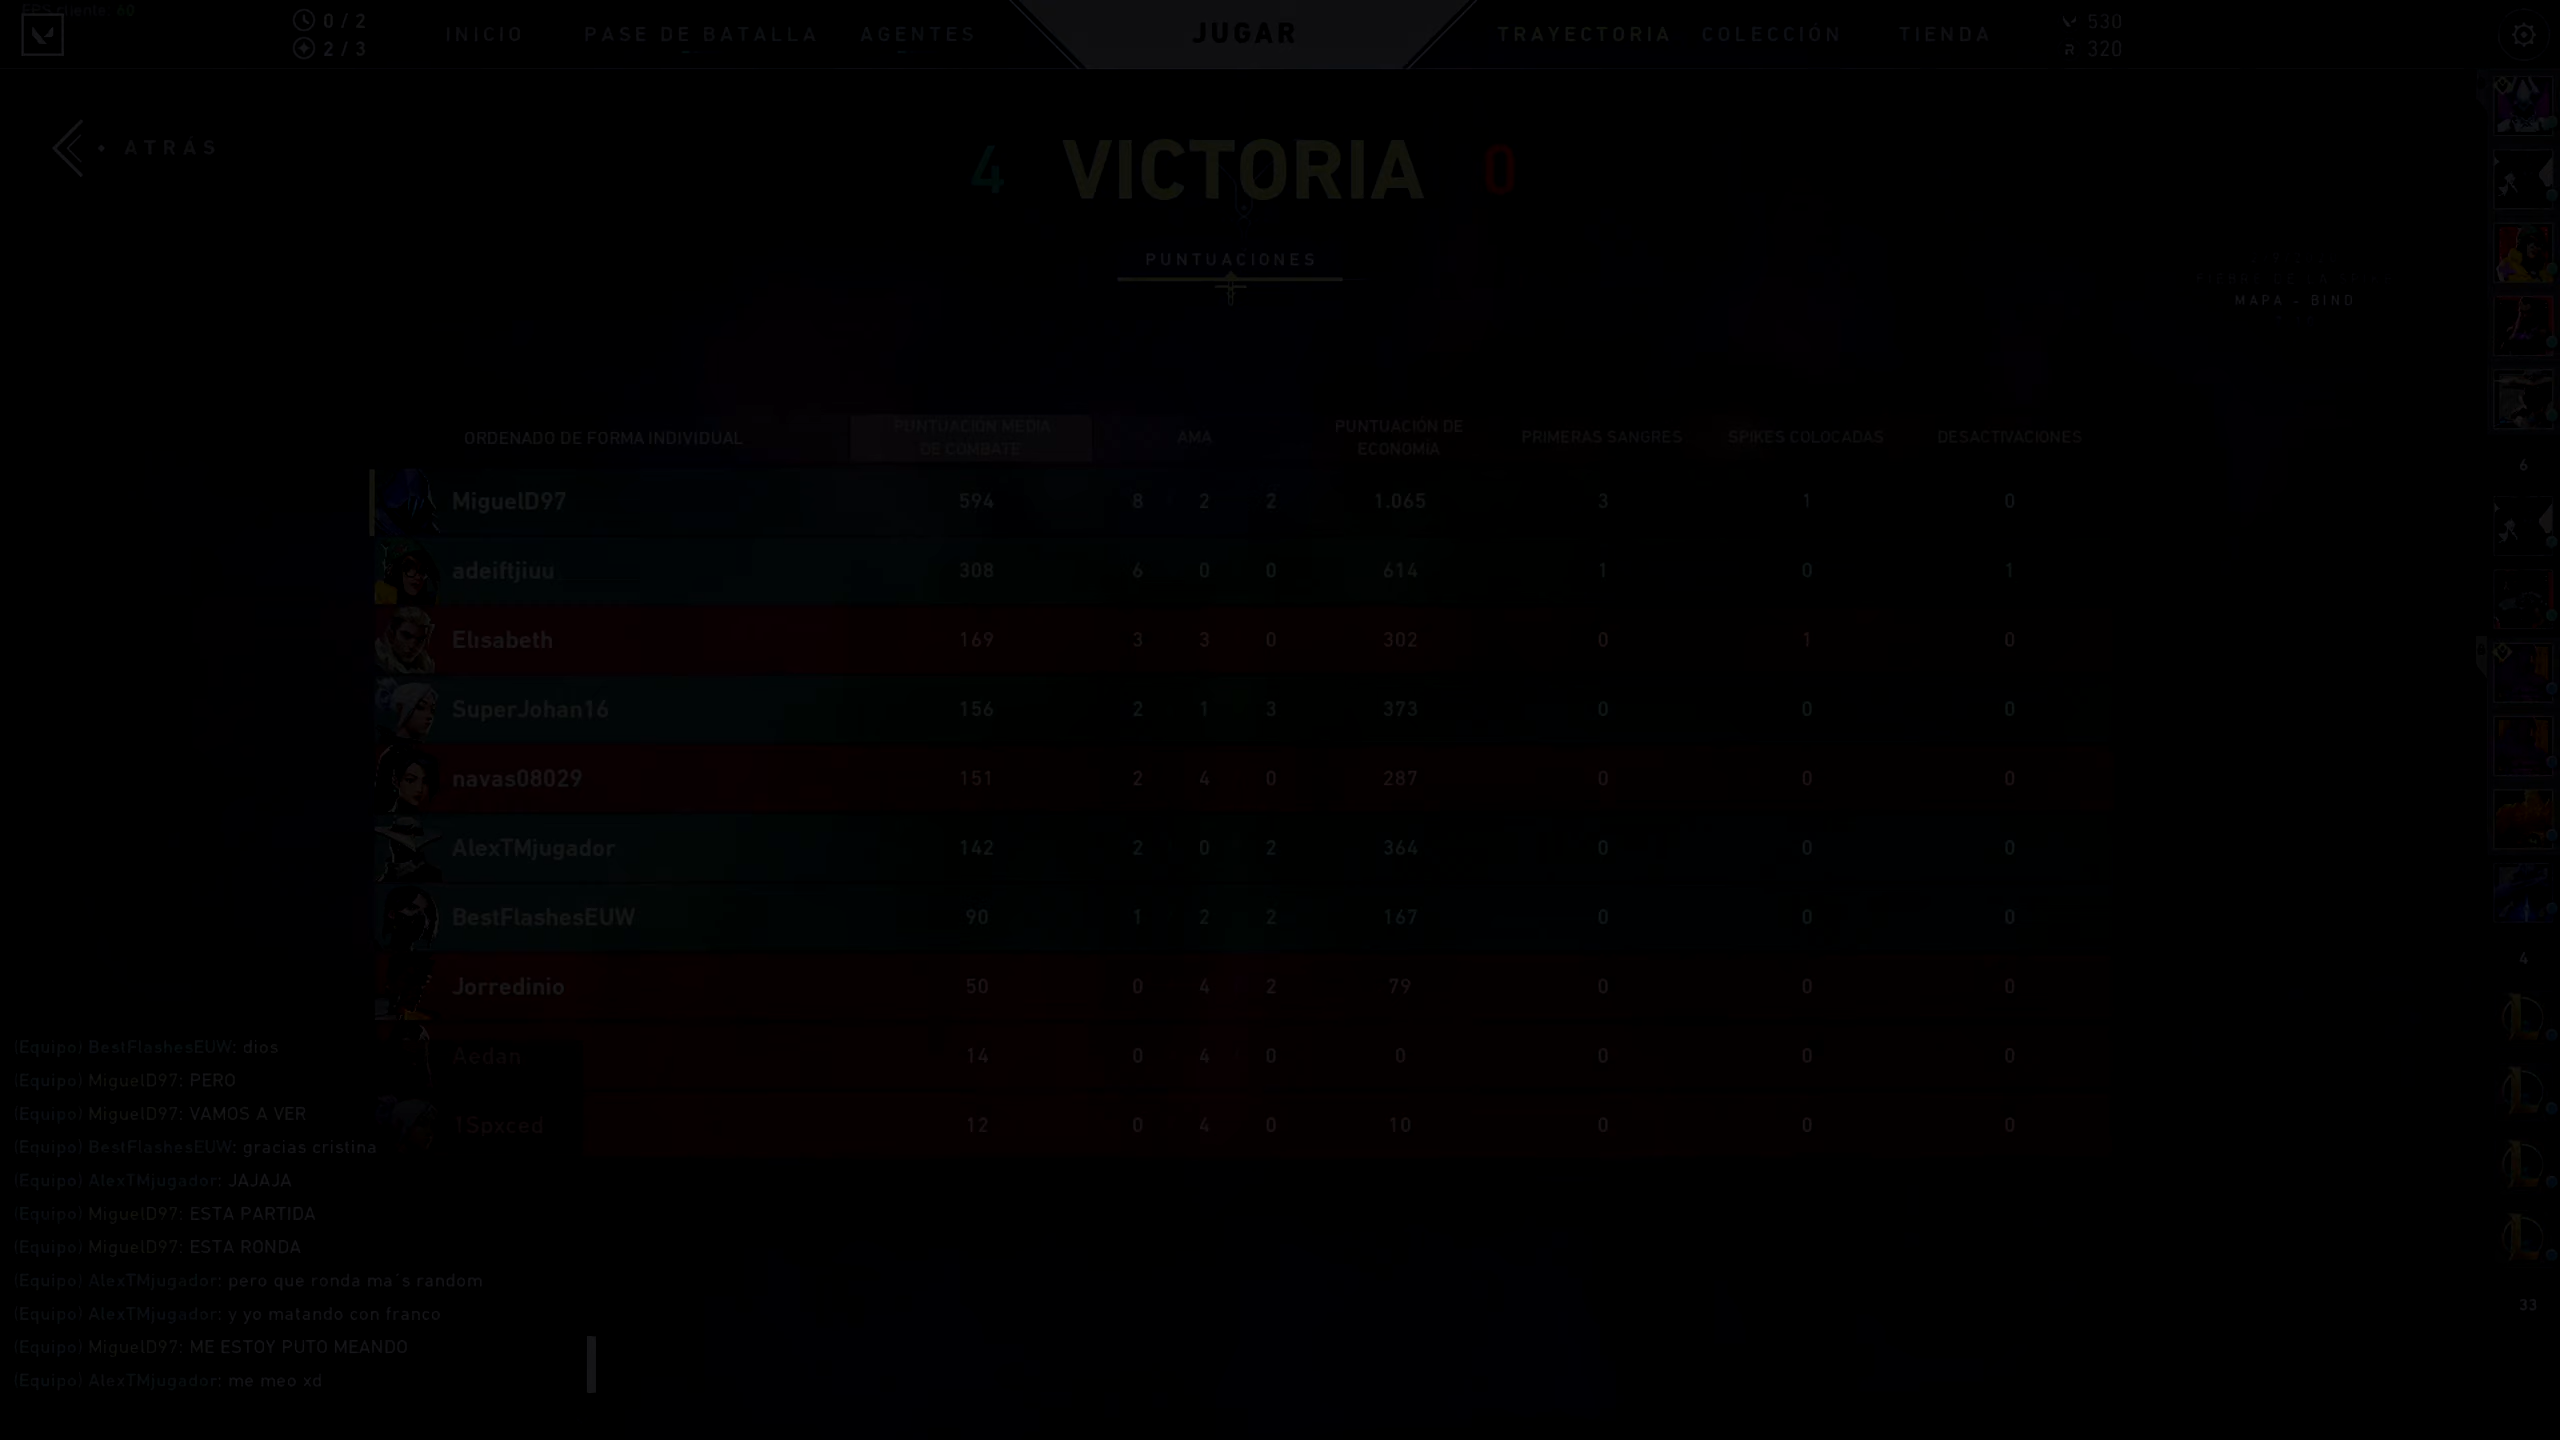 FPS cliente: 60
0 / 2
2 / 3
INICIO
PASE DE BATALLA
AGENTES
JUGAR
TRAYECTORIA
COLECCIÓN
TIENDA
530
R 320
ATRÁS
4 VICTORIA 0
PUNTUACIONES
MAPA - BIND
ORDENADO DE FORMA INDIVIDUAL
PUNTUACIÓN MEDIA
DE COMBATE
AMA
PUNTUACIÓN DE
ECONOMÍA
PRIMERAS SANGRES
SPIKES COLOCADAS
DESACTIVACIONES
MiguelD97 594 8 2 2 1.065 3 1 0
adeiftjiuu 308 6 0 0 614 1 0 1
Elisabeth 169 3 3 0 302 0 1 0
SuperJohan16 156 2 1 3 373 0 0 0
navas08029 151 2 4 0 287 0 0 0
AlexTMjugador 142 2 0 2 364 0 0 0
BestFlashesEUW 90 1 2 2 167 0 0 0
Jorredinio 50 0 4 2 79 0 0 0
Aedan 14 0 4 0 0 0 0 0
1Spxced 12 0 4 0 10 0 0 0
(Equipo) BestFlashesEUW: dios
(Equipo) MiguelD97: PERO
(Equipo) MiguelD97: VAMOS A VER
(Equipo) BestFlashesEUW: gracias cristina
(Equipo) AlexTMjugador: JAJAJA
(Equipo) MiguelD97: ESTA PARTIDA
(Equipo) MiguelD97: ESTA RONDA
(Equipo) AlexTMjugador: pero que ronda ma´s random
(Equipo) AlexTMjugador: y yo matando con franco
(Equipo) MiguelD97: ME ESTOY PUTO MEANDO
(Equipo) AlexTMjugador: me meo xd
6
4
33